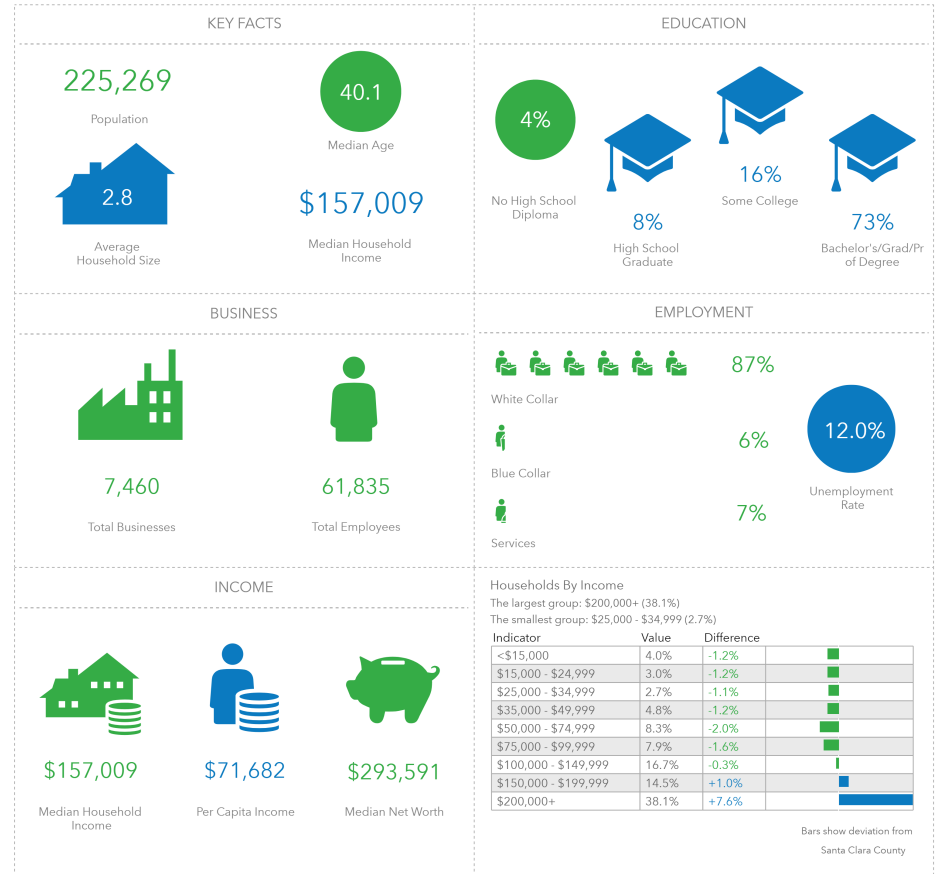 KEY FACTS
225,269
Population
40.1
Median Age
2.8
Average
Household Size
$157,009
Median Household
Income
EDUCATION
4%
No High School
Diploma
8%
High School
Graduate
16%
Some College
73%
Bachelor's/Grad/Pr
of Degree
BUSINESS
7,460
Total Businesses
61,835
Total Employees
EMPLOYMENT
87%
White Collar
6%
Blue Collar
7%
Services
12.0%
Unemployment
Rate
INCOME
$157,009
Median Household
Income
$71,682
Per Capita Income
$293,591
Median Net Worth
Households By Income
The largest group: $200,000+ (38.1%)
The smallest group: $25,000 - $34,999 (2.7%)
Indicator Value Difference
<$15,000 4.0% -1.2%
$15,000 - $24,999 3.0% -1.2%
$25,000 - $34,999 2.7% -1.1%
$35,000 - $49,999 4.8% -1.2%
$50,000 - $74,999 8.3% -2.0%
$75,000 - $99,999 7.9% -1.6%
$100,000 - $149,999 16.7% -0.3%
$150,000 - $199,999 14.5% +1.0%
$200,000+ 38.1% +7.6%
Bars show deviation from
Santa Clara County